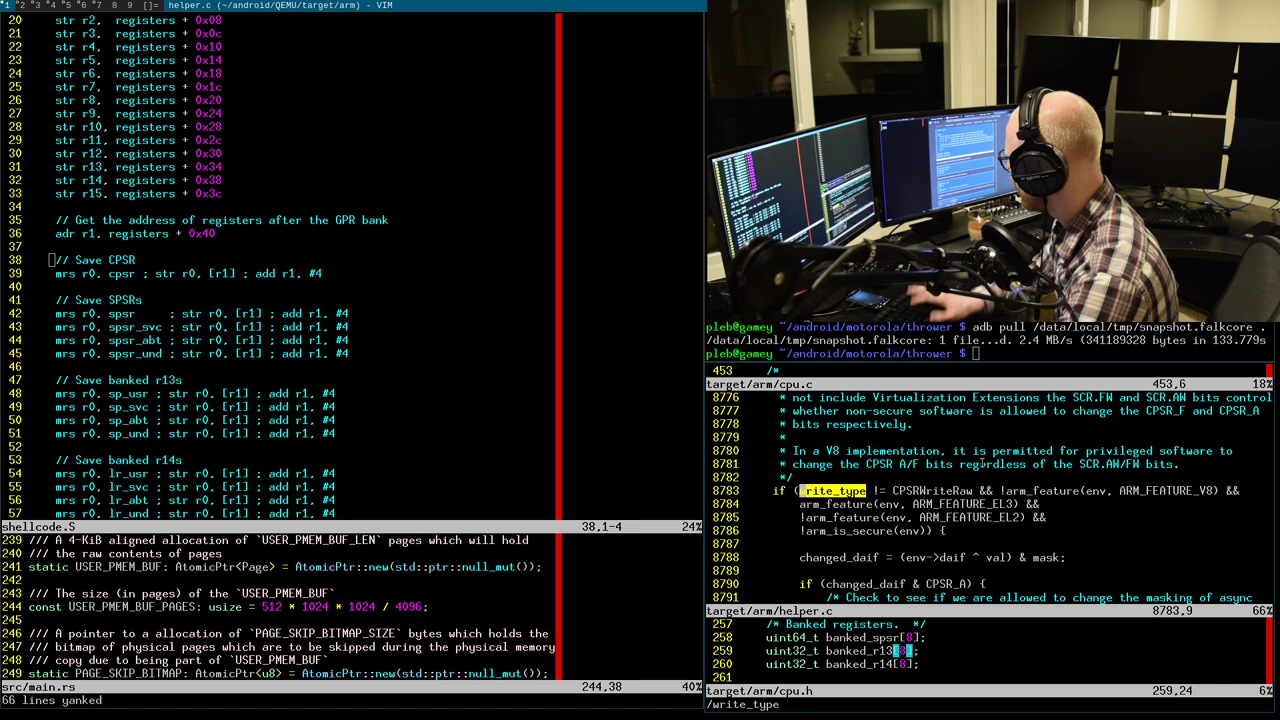 1 2 3 4 5 6 7 8 9 []= helper.c (~/android/QEMU/target/arm) - VIM
20 str r2, registers + 0x08
21 str r3, registers + 0x0c
22 str r4, registers + 0x10
23 str r5, registers + 0x14
24 str r6, registers + 0x18
25 str r7, registers + 0x1c
26 str r8, registers + 0x20
27 str r9, registers + 0x24
28 str r10, registers + 0x28
29 str r11, registers + 0x2c
30 str r12, registers + 0x30
31 str r13, registers + 0x34
32 str r14, registers + 0x38
33 str r15, registers + 0x3c
34
35 // Get the address of registers after the GPR bank
36 adr r1, registers + 0x40
37
38 // Save CPSR
39 mrs r0, cpsr ; str r0, [r1] ; add r1, #4
40
41 // Save SPSRs
42 mrs r0, spsr ; str r0, [r1] ; add r1, #4
43 mrs r0, spsr_svc ; str r0, [r1] ; add r1, #4
44 mrs r0, spsr_abt ; str r0, [r1] ; add r1, #4
45 mrs r0, spsr_und ; str r0, [r1] ; add r1, #4
46
47 // Save banked r13s
48 mrs r0, sp_usr ; str r0, [r1] ; add r1, #4
49 mrs r0, sp_svc ; str r0, [r1] ; add r1, #4
50 mrs r0, sp_abt ; str r0, [r1] ; add r1, #4
51 mrs r0, sp_und ; str r0, [r1] ; add r1, #4
52
53 // Save banked r14s
54 mrs r0, lr_usr ; str r0, [r1] ; add r1, #4
55 mrs r0, lr_svc ; str r0, [r1] ; add r1, #4
56 mrs r0, lr_abt ; str r0, [r1] ; add r1, #4
57 mrs r0, lr_und ; str r0, [r1] ; add r1, #4
shellcode.S 38,1-4 24%
239 /// A 4-KiB aligned allocation of `USER_PMEM_BUF_LEN` pages which will hold
240 /// the raw contents of pages
241 static USER_PMEM_BUF: AtomicPtr<Page> = AtomicPtr::new(std::ptr::null_mut());
242
243 /// The size (in pages) of the `USER_PMEM_BUF`
244 const USER_PMEM_BUF_PAGES: usize = 512 * 1024 * 1024 / 4096;
245
246 /// A pointer to a allocation of `PAGE_SKIP_BITMAP_SIZE` bytes which holds the
247 /// bitmap of physical pages which are to be skipped during the physical memory
248 /// copy due to being part of `USER_PMEM_BUF`
249 static PAGE_SKIP_BITMAP: AtomicPtr<u8> = AtomicPtr::new(std::ptr::null_mut());
src/main.rs 244,38 40%
66 lines yanked
pleb@gamey ~/android/motorola/thrower $ adb pull /data/local/tmp/snapshot.falkcore .
/data/local/tmp/snapshot.falkcore: 1 file...d. 2.4 MB/s (341189328 bytes in 133.779s
pleb@gamey ~/android/motorola/thrower $
453 /*
target/arm/cpu.c 453,6 18%
8776 * not include Virtualization Extensions the SCR.FW and SCR.AW bits control
8777 * whether non-secure software is allowed to change the CPSR_F and CPSR_A
8778 * bits respectively.
8779 *
8780 * In a V8 implementation, it is permitted for privileged software to
8781 * change the CPSR A/F bits regardless of the SCR.AW/FW bits.
8782 */
8783 if (write_type != CPSRWriteRaw && !arm_feature(env, ARM_FEATURE_V8) &&
8784 arm_feature(env, ARM_FEATURE_EL3) &&
8785 !arm_feature(env, ARM_FEATURE_EL2) &&
8786 !arm_is_secure(env)) {
8787
8788 changed_daif = (env->daif ^ val) & mask;
8789
8790 if (changed_daif & CPSR_A) {
8791 /* Check to see if we are allowed to change the masking of async
target/arm/helper.c 8783,9 66%
257 /* Banked registers. */
258 uint64_t banked_spsr[8];
259 uint32_t banked_r13[8];
260 uint32_t banked_r14[8];
261
target/arm/cpu.h 259,24 6%
/write_type